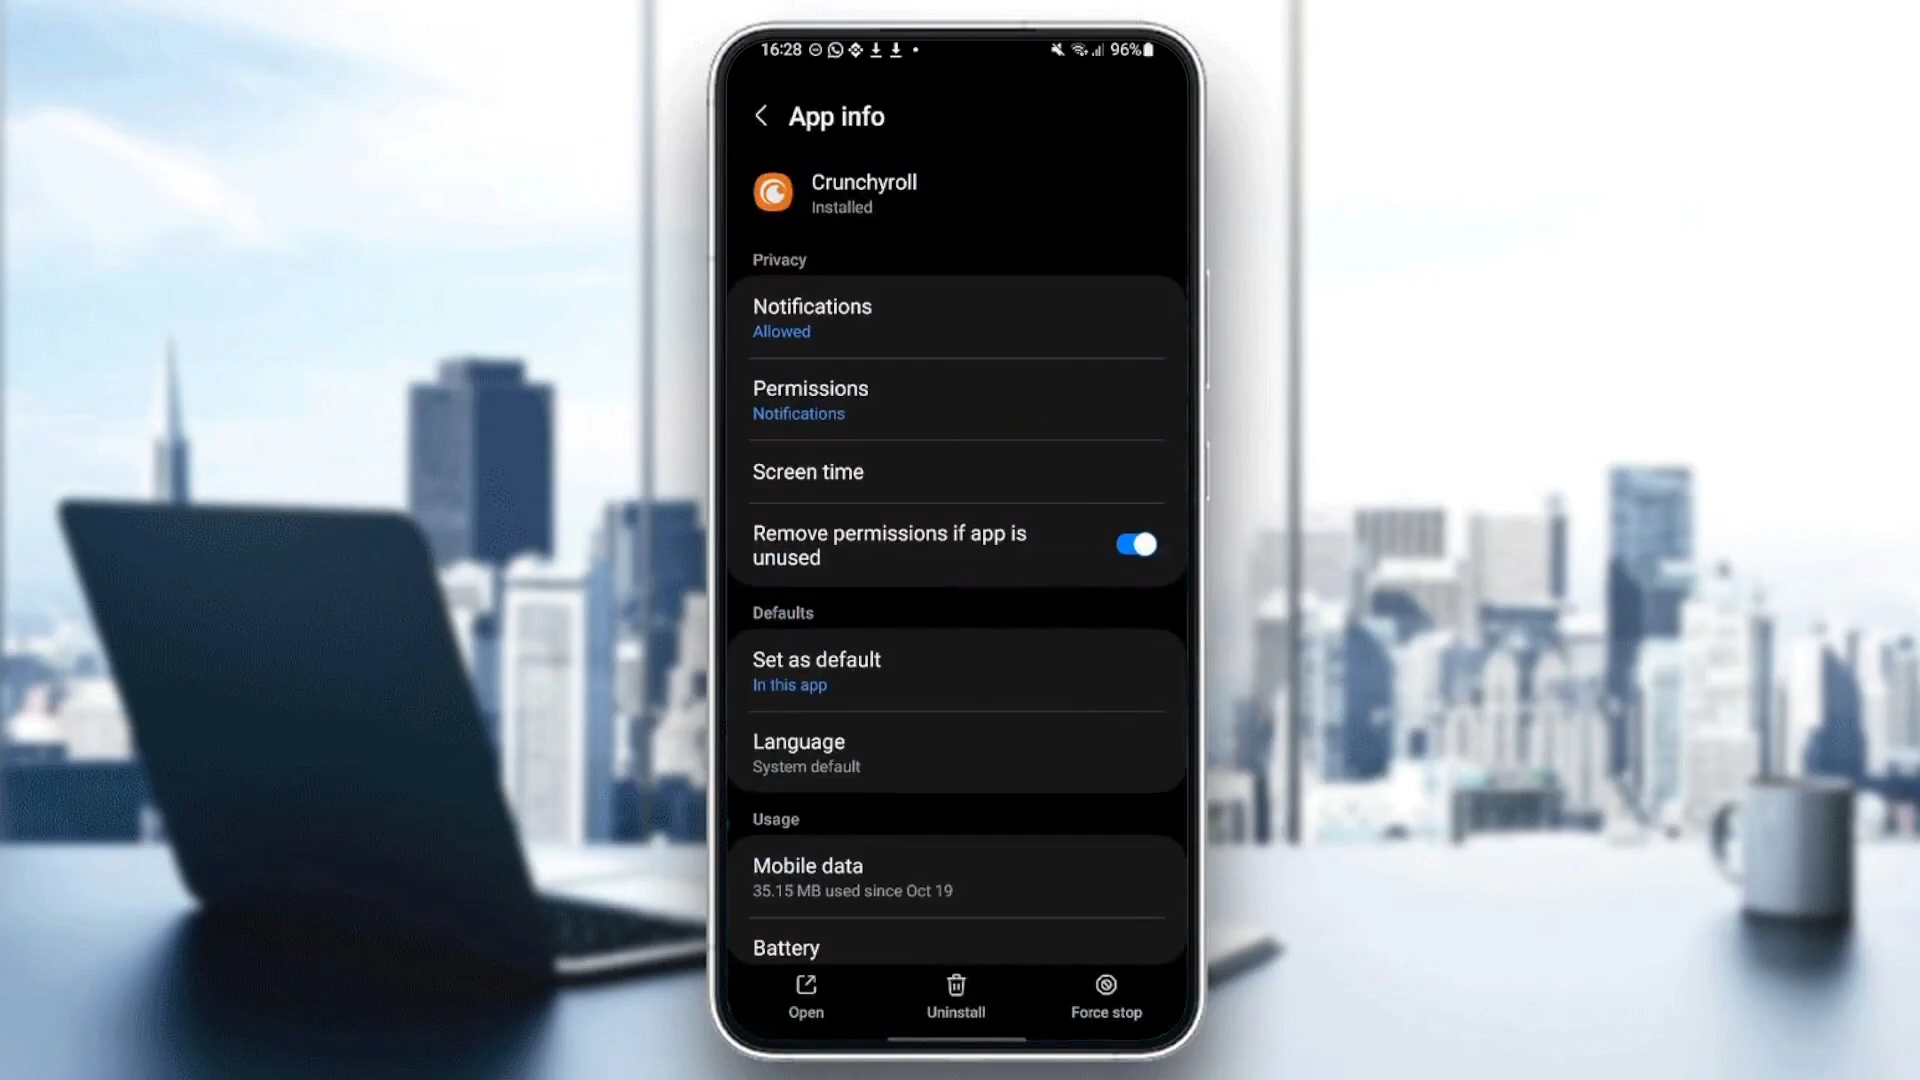 16:28 96%
App info
Crunchyroll
Installed
Privacy
Notifications
Allowed
Permissions
Notifications
Screen time
Remove permissions if app is
unused
Defaults
Set as default
In this app
Language
System default
Usage
Mobile data
35.15 MB used since Oct 19
Battery
Open Uninstall Force stop